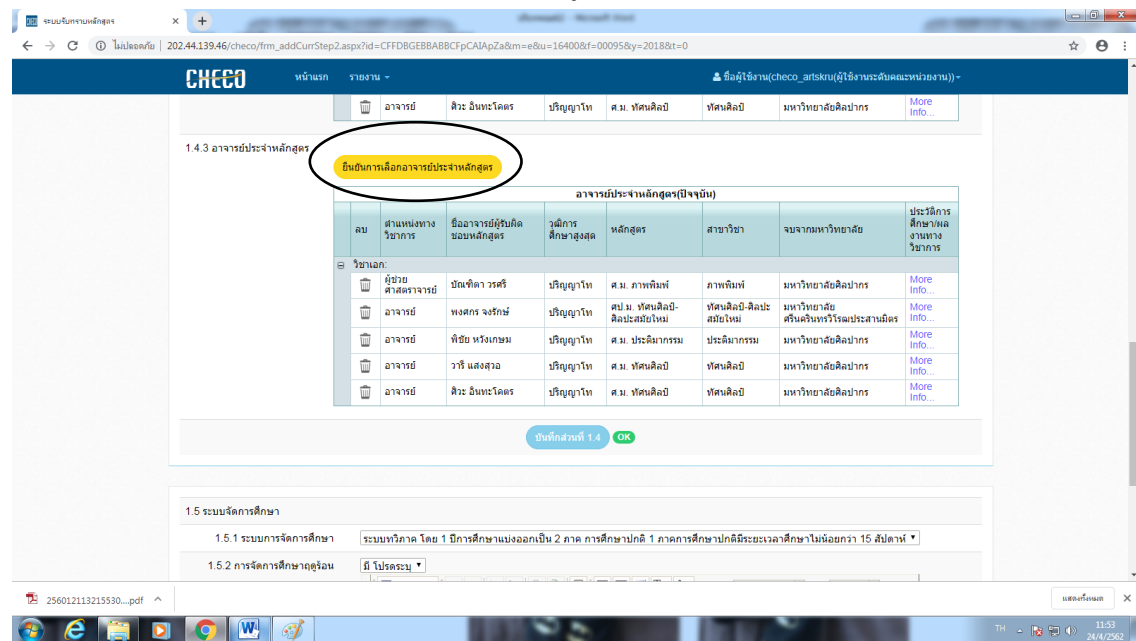 ระบบรับทราบหลักสูตร
ไม่ปลอดภัย | 202.44.139.46/checo/frm_addCurrStep2.aspx?id=CFFDBGEBBABBCFpCAIApZa&m=e&u=16400&f=00095&y=2018&t=0
CHECO หน้าแรก รายงาน ชื่อผู้ใช้งาน(checo_artskru(ผู้ใช้งานระดับคณะหน่วยงาน))
อาจารย์ ศิวะ อินทะโคตร ปริญญาโท ศ.ม. ทัศนศิลป์ ทัศนศิลป์ มหาวิทยาลัยศิลปากร More Info...
1.4.3 อาจารย์ประจำหลักสูตร
ยืนยันการเลือกอาจารย์ประจำหลักสูตร
อาจารย์ประจำหลักสูตร(ปัจจุบัน)
ลบ ตำแหน่งทางวิชาการ ชื่ออาจารย์ผู้รับผิดชอบหลักสูตร วุฒิการศึกษาสูงสุด หลักสูตร สาขาวิชา จบจากมหาวิทยาลัย ประวัติการศึกษา/ผลงานทางวิชาการ
วิชาเอก:
ผู้ช่วยศาสตราจารย์ บัณฑิตา วรศรี ปริญญาโท ศ.ม. ภาพพิมพ์ ภาพพิมพ์ มหาวิทยาลัยศิลปากร More Info...
อาจารย์ พงศกร จงรักษ์ ปริญญาโท ศป.ม. ทัศนศิลป์-ศิลปะสมัยใหม่ ทัศนศิลป์-ศิลปะสมัยใหม่ มหาวิทยาลัยศรีนครินทรวิโรฒประสานมิตร More Info...
อาจารย์ พิชัย หวังเกษม ปริญญาโท ศ.ม. ประติมากรรม ประติมากรรม มหาวิทยาลัยศิลปากร More Info...
อาจารย์ วารี แสงสุวอ ปริญญาโท ศ.ม. ทัศนศิลป์ ทัศนศิลป์ มหาวิทยาลัยศิลปากร More Info...
อาจารย์ ศิวะ อินทะโคตร ปริญญาโท ศ.ม. ทัศนศิลป์ ทัศนศิลป์ มหาวิทยาลัยศิลปากร More Info...
บันทึกส่วนที่ 1.4 OK
1.5 ระบบจัดการศึกษา
1.5.1 ระบบการจัดการศึกษา ระบบทวิภาค โดย 1 ปีการศึกษาแบ่งออกเป็น 2 ภาค การศึกษาปกติ 1 ภาคการศึกษาปกติมีระยะเวลาศึกษาไม่น้อยกว่า 15 สัปดาห์
1.5.2 การจัดการศึกษาฤดูร้อน มี โปรดระบุ
256012113215530....pdf แสดงทั้งหมด
TH 11:53
24/4/2562